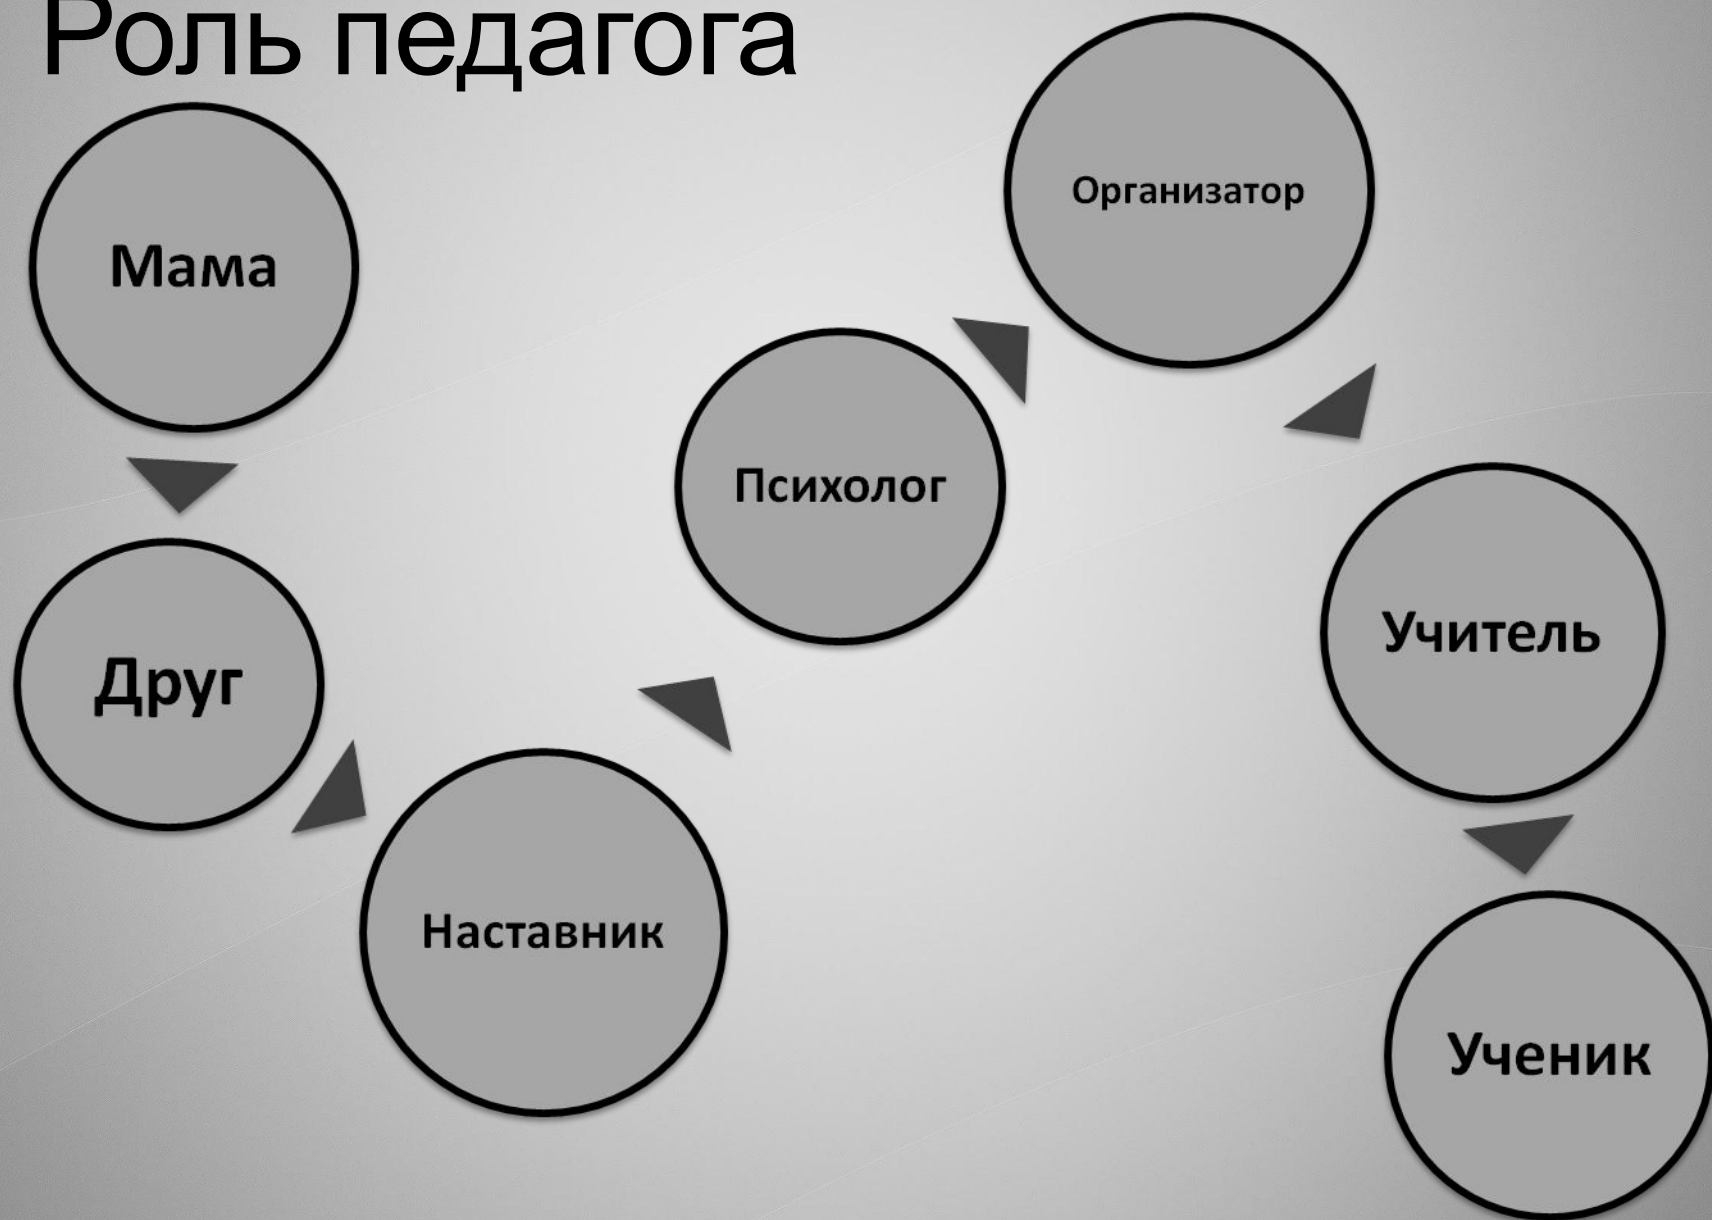 Роль педагога
Мама
Друг
Наставник
Психолог
Организатор
Учитель
Ученик